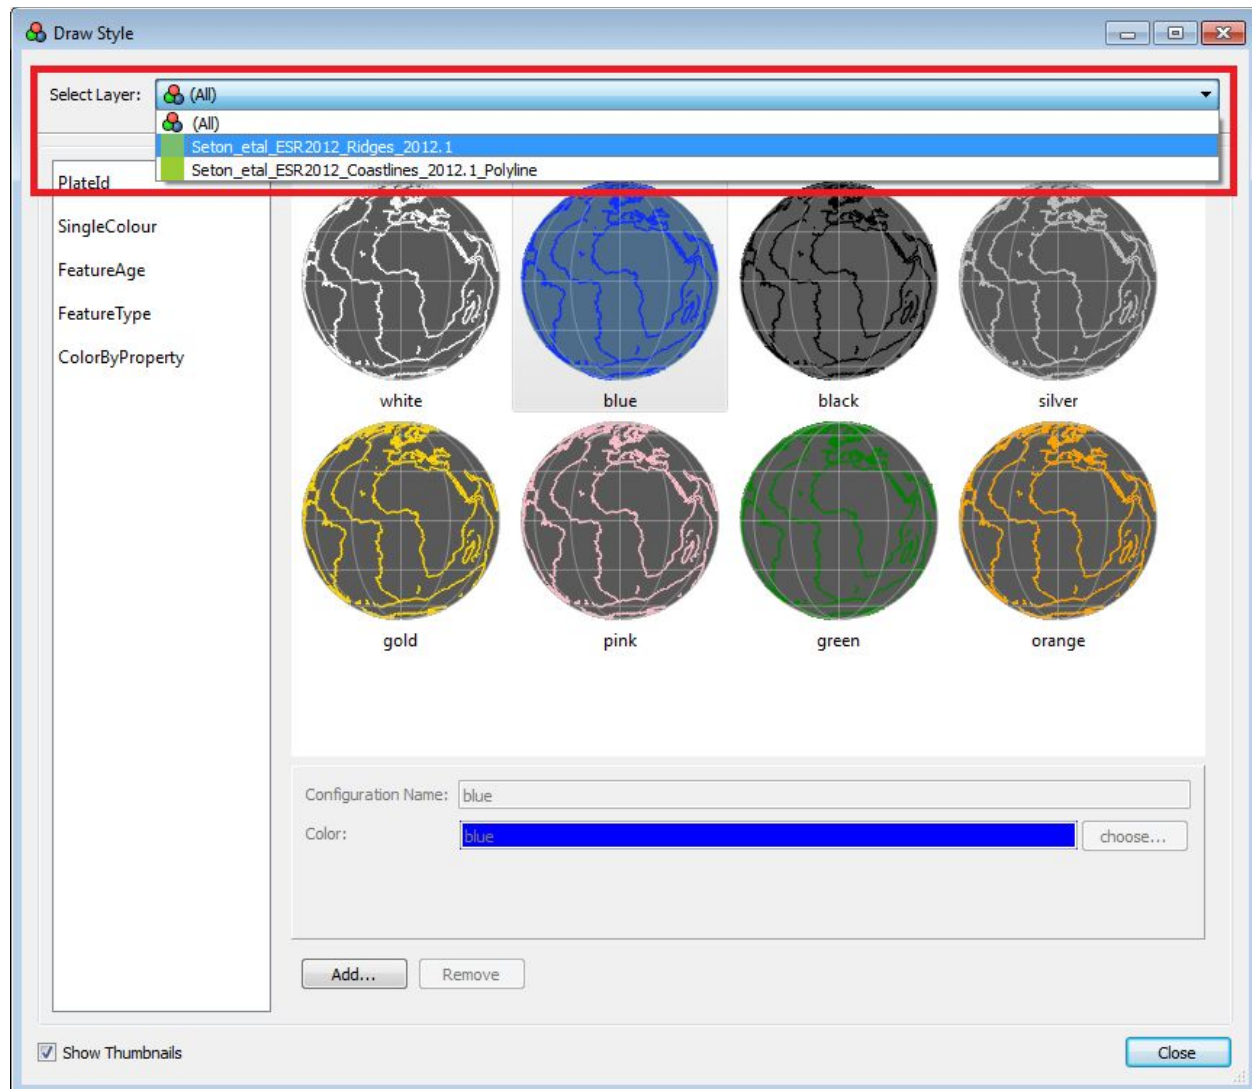 Draw Style
Select Layer: (All)
(All)
Seton_etal_ESR2012_Ridges_2012.1
Seton_etal_ESR2012_Coastlines_2012.1_Polyline
PlateId
SingleColour
FeatureAge
FeatureType
ColorByProperty
white blue black silver
gold pink green orange
Configuration Name: blue
Color: blue choose...
Add... Remove
Show Thumbnails Close